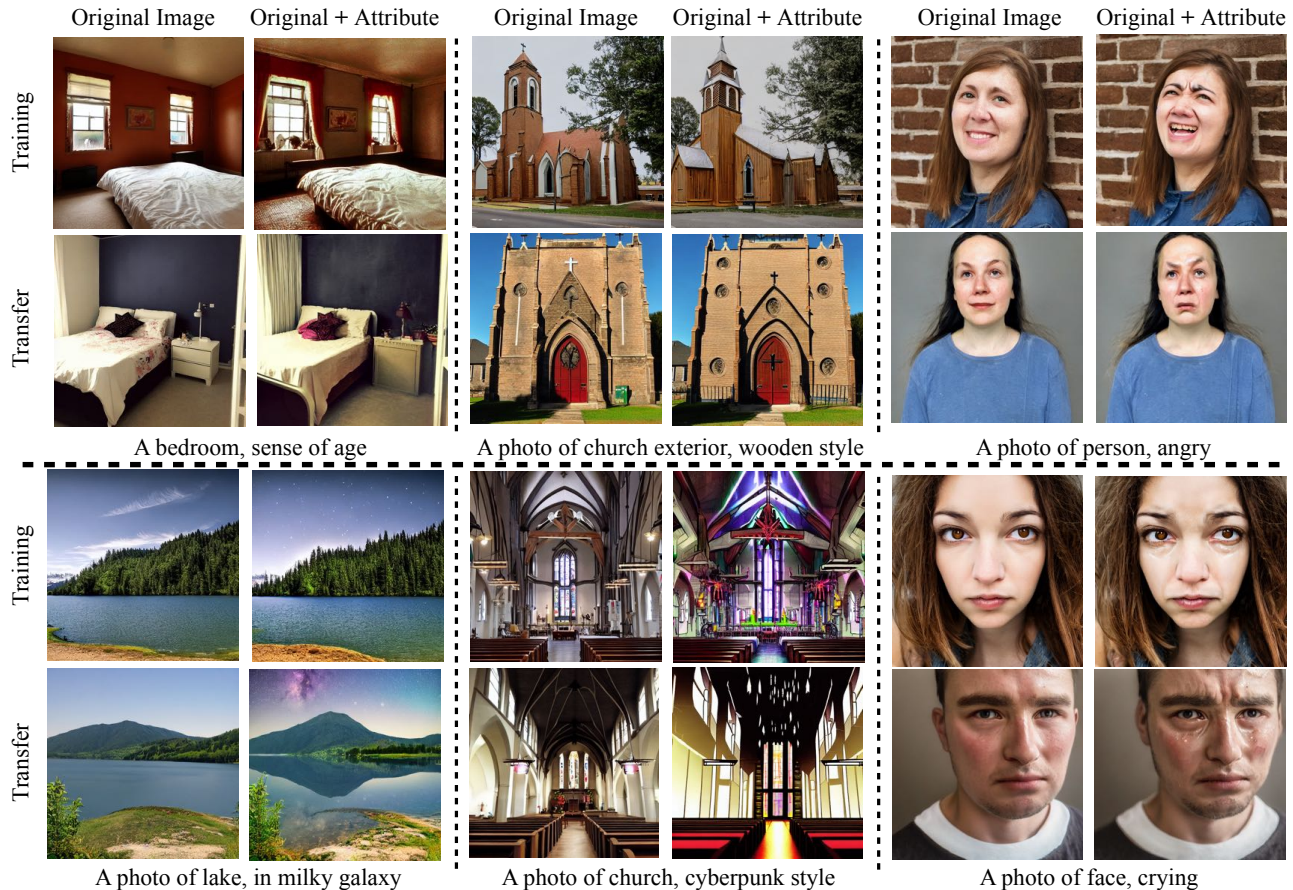 Original Image
Original + Attribute
Original Image
Original + Attribute
Original Image
Original + Attribute
Training
Transfer
A bedroom, sense of age
A photo of church exterior, wooden style
A photo of person, angry
Training
Transfer
A photo of lake, in milky galaxy
A photo of church, cyberpunk style
A photo of face, crying